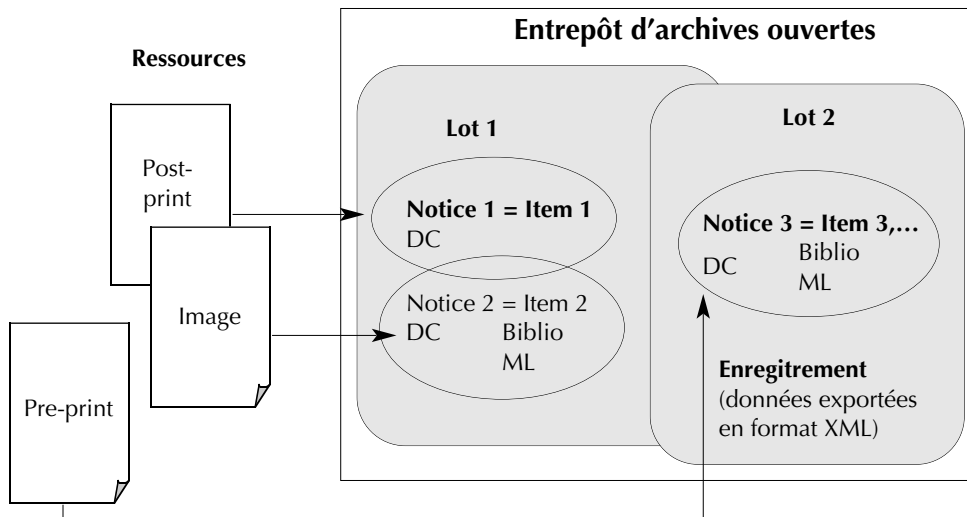 Entrepôt d’archives ouvertes
Ressources
Post-
print
Image
Pre-print
Lot 1
Notice 1 = Item 1
DC
Notice 2 = Item 2
DC Biblio
ML
Lot 2
Notice 3 = Item 3,...
Biblio
DC
ML
Enregitrement
(données exportées
en format XML)